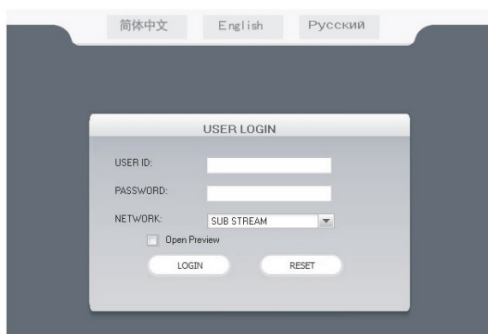 简体中文 English Русский
USER LOGIN
USER ID:
PASSWORD:
NETWORK: SUB STREAM
Open Preview
LOGIN RESET